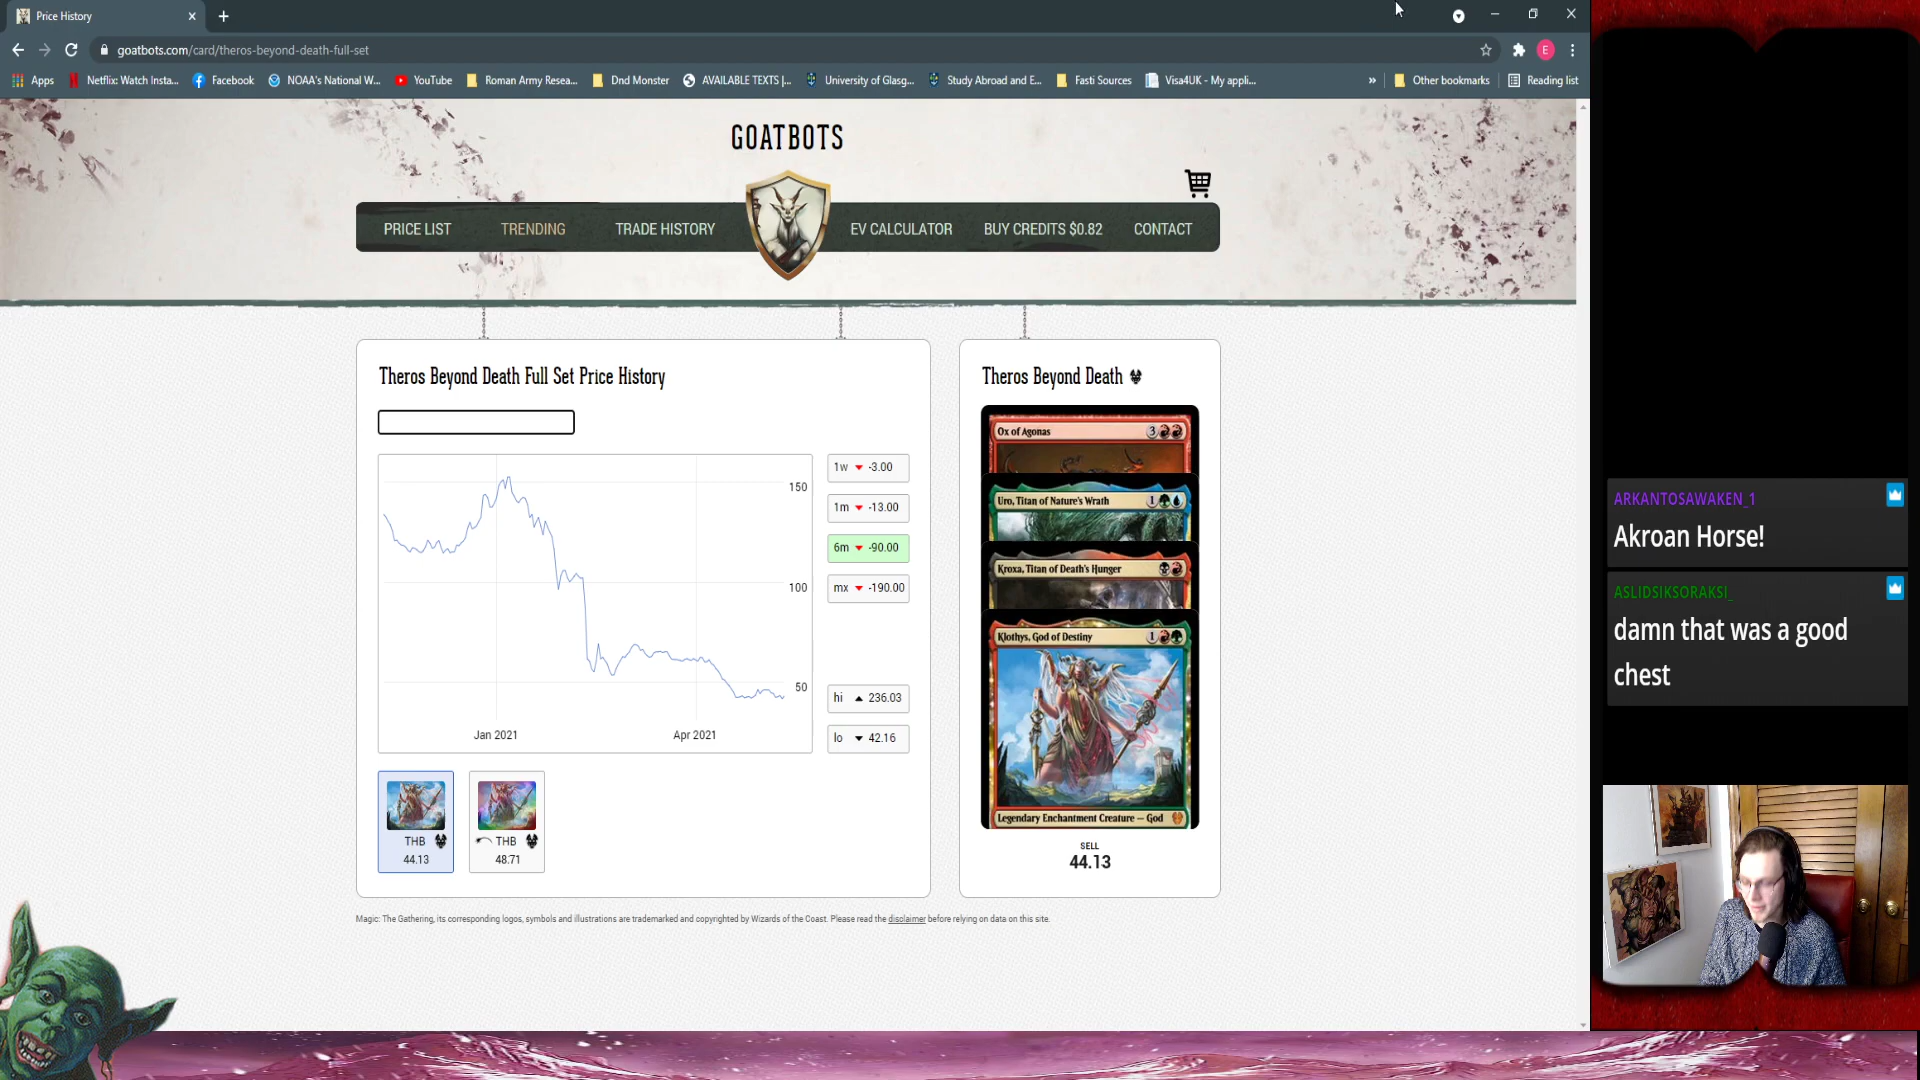 Price History
goatbots.com/card/theros-beyond-death-full-set
Apps
Netflix: Watch Insta...
Facebook
NOAA's National W...
YouTube
Roman Army Resea...
Dnd Monster
AVAILABLE TEXTS |...
University of Glasg...
Study Abroad and E...
Fasti Sources
Visa4UK - My appli...
»
Other bookmarks
Reading list
E
GOATBOTS
PRICE LIST
TRENDING
TRADE HISTORY
EV CALCULATOR
BUY CREDITS $0.82
CONTACT
Theros Beyond Death Full Set Price History
150
100
50
Jan 2021
Apr 2021
1w -3.00
1m -13.00
6m -90.00
mx -190.00
hi 236.03
lo 42.16
THB
44.13
THB
48.71
Theros Beyond Death
Ox of Agonas 3
Uro, Titan of Nature's Wrath 1
Kroxa, Titan of Death's Hunger
Klothys, God of Destiny 1
Legendary Enchantment Creature — God
SELL
44.13
Magic: The Gathering, its corresponding logos, symbols and illustrations are trademarked and copyrighted by Wizards of the Coast. Please read the disclaimer before relying on data on this site.
ARKANTOSAWAKEN_1
Akroan Horse!
ASLIDSIKSORAKSI_
damn that was a good
chest